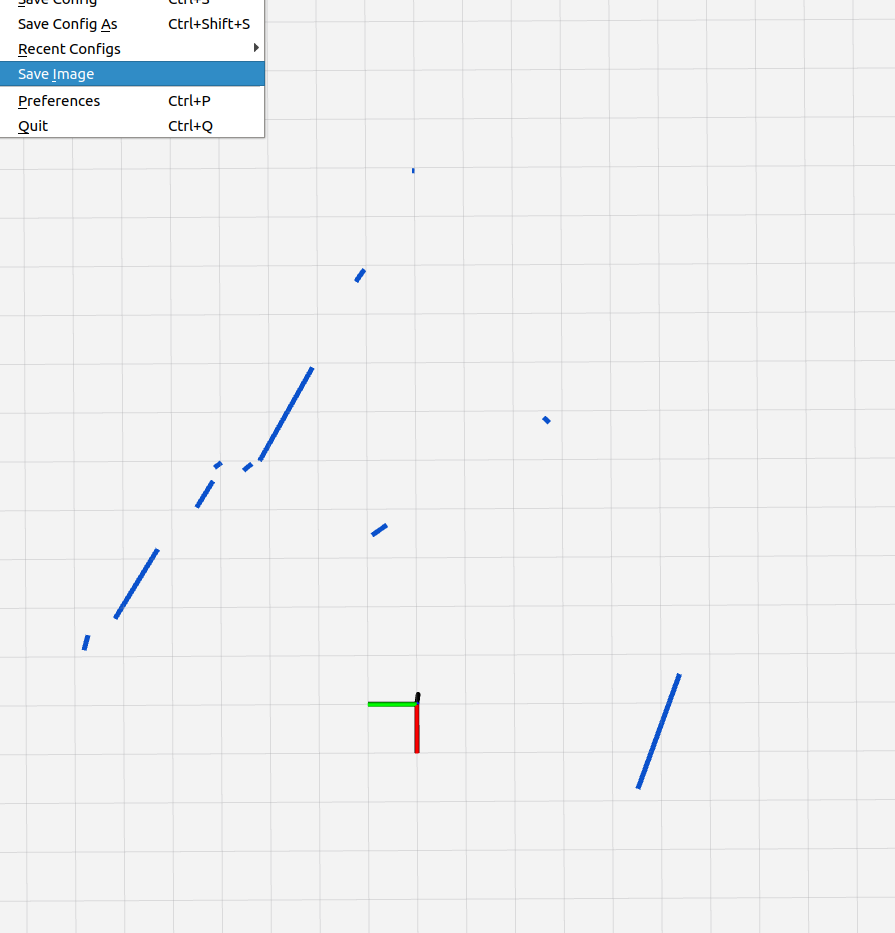 Save Config Ctrl+S
Save Config As Ctrl+Shift+S
Recent Configs
Save Image
Preferences Ctrl+P
Quit Ctrl+Q